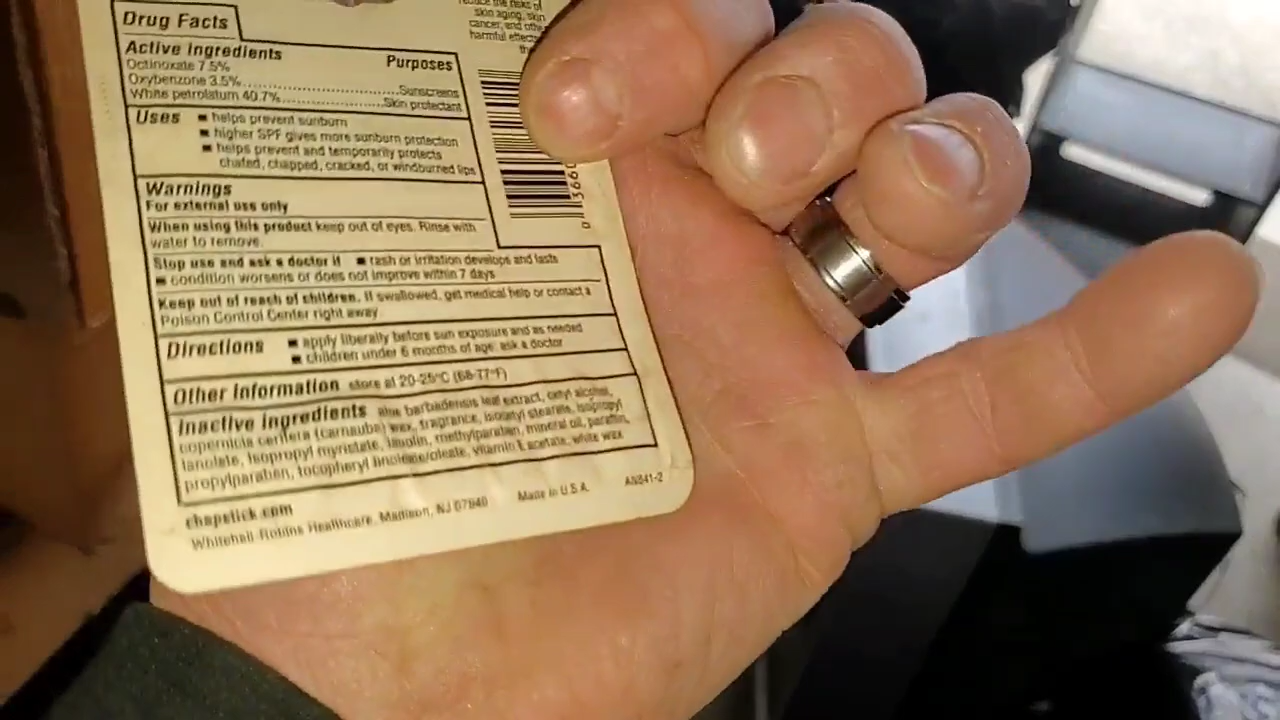 reduce the risks of
skin aging, skin
cancer, and
harmful
Drug Facts
Active ingredients Purposes
Octinoxate 7.5%
Oxybenzone 3.5%..............................Sunscreens
White petrolatum 40.7%....................Skin protectant
Uses ■ helps prevent sunburn
■ higher SPF gives more sunburn protection
■ helps prevent and temporarily protects
chafed, chapped, cracked, or windburned lips
Warnings
For external use only
When using this product keep out of eyes. Rinse with
water to remove.
Stop use and ask a doctor if ■ rash or irritation develops and lasts
■ condition worsens or does not improve within 7 days
Keep out of reach of children. If swallowed, get medical help or contact a
Poison Control Center right away.
Directions ■ apply liberally before sun exposure and as needed
■ children under 6 months of age: ask a doctor
Other information store at 20-25°C (68-77°F)
Inactive ingredients aloe barbadensis leaf extract, cetyl alcohol,
copernicia cerifera (carnauba) wax, fragrance, isocetyl stearate, isopropyl
lanolate, isopropyl myristate, lanolin, methylparaben, mineral oil, paraffin,
propylparaben, tocopheryl linoleate/oleate, vitamin E acetate, white wax
chapstick.com
Whitehall-Robins Healthcare, Madison, NJ 07940 Made in U.S.A. AN841-2